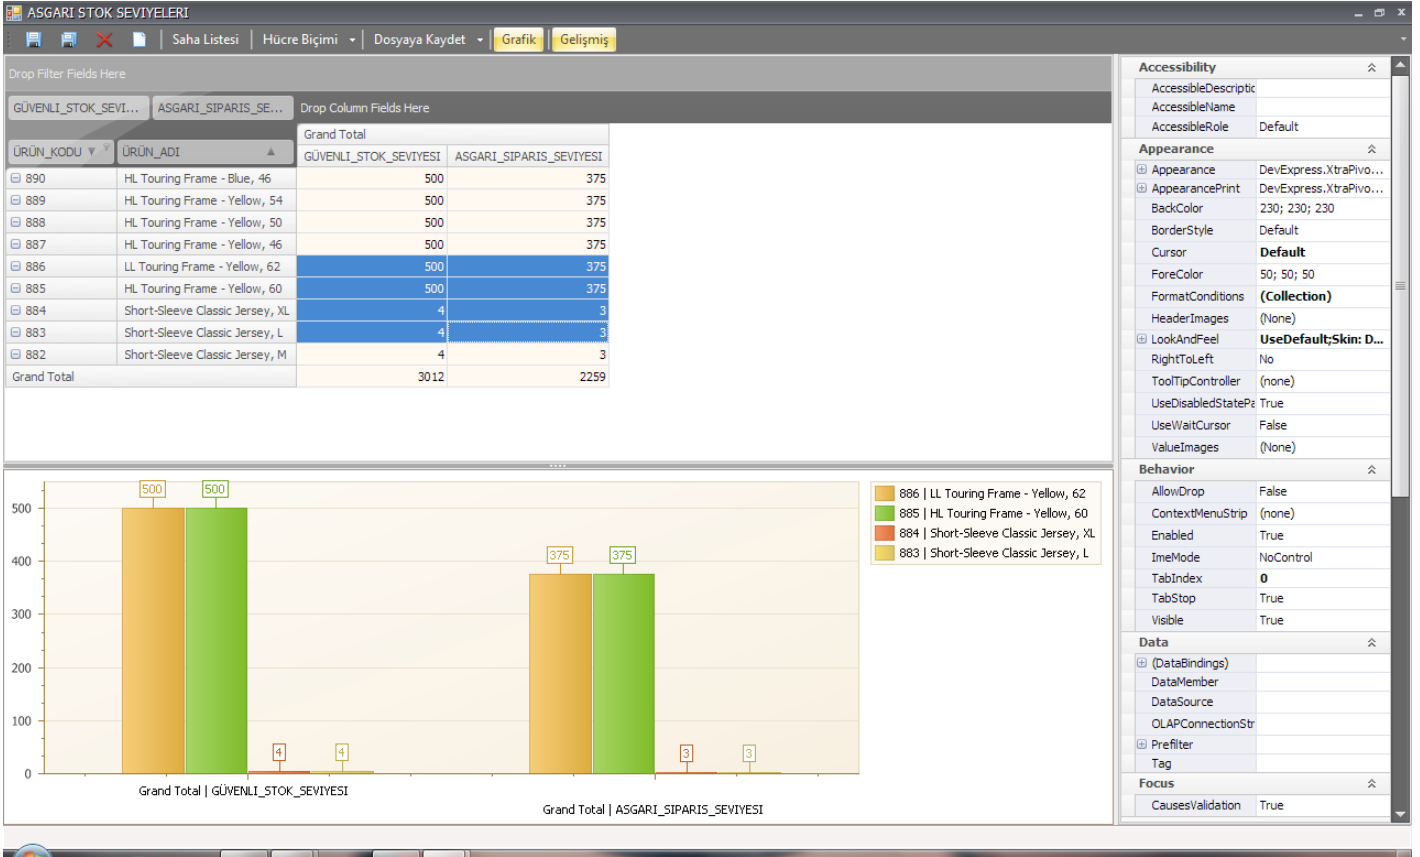 ASGARI STOK SEVIYELERI
Saha Listesi Hücre Biçimi Dosyaya Kaydet Grafik Gelişmiş
Drop Filter Fields Here
GÜVENLI_STOK_SEVI... ASGARI_SIPARIS_SE... Drop Column Fields Here
Grand Total
ÜRÜN_KODU ÜRÜN_ADI GÜVENLI_STOK_SEVIYESI ASGARI_SIPARIS_SEVIYESI
890 HL Touring Frame - Blue, 46 500 375
889 HL Touring Frame - Yellow, 54 500 375
888 HL Touring Frame - Yellow, 50 500 375
887 HL Touring Frame - Yellow, 46 500 375
886 LL Touring Frame - Yellow, 62 500 375
885 HL Touring Frame - Yellow, 60 500 375
884 Short-Sleeve Classic Jersey, XL 4 3
883 Short-Sleeve Classic Jersey, L 4 3
882 Short-Sleeve Classic Jersey, M 4 3
Grand Total 3012 2259
500 500
375 375
4 4 3 3
500
400
300
200
100
0
Grand Total | GÜVENLI_STOK_SEVIYESI
Grand Total | ASGARI_SIPARIS_SEVIYESI
886 | LL Touring Frame - Yellow, 62
885 | HL Touring Frame - Yellow, 60
884 | Short-Sleeve Classic Jersey, XL
883 | Short-Sleeve Classic Jersey, L
Accessibility
AccessibleDescriptic
AccessibleName
AccessibleRole Default
Appearance
Appearance DevExpress.XtraPivo...
AppearancePrint DevExpress.XtraPivo...
BackColor 230; 230; 230
BorderStyle Default
Cursor Default
ForeColor 50; 50; 50
FormatConditions (Collection)
HeaderImages (None)
LookAndFeel UseDefault;Skin: D...
RightToLeft No
ToolTipController (none)
UseDisabledStatePa True
UseWaitCursor False
ValueImages (None)
Behavior
AllowDrop False
ContextMenuStrip (none)
Enabled True
ImeMode NoControl
TabIndex 0
TabStop True
Visible True
Data
(DataBindings)
DataMember
DataSource
OLAPConnectionStr
Prefilter
Tag
Focus
CausesValidation True